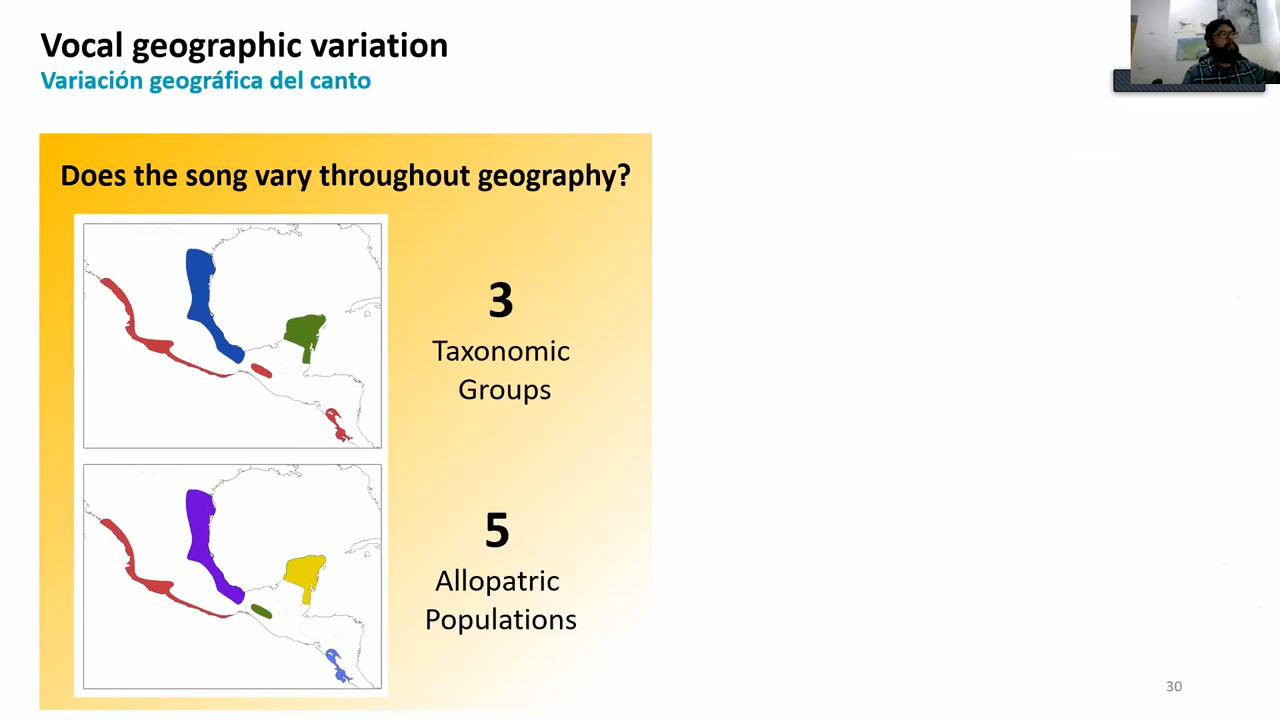 Vocal geographic variation
Variación geográfica del canto
Does the song vary throughout geography?
3
Taxonomic
Groups
5
Allopatric
Populations
30